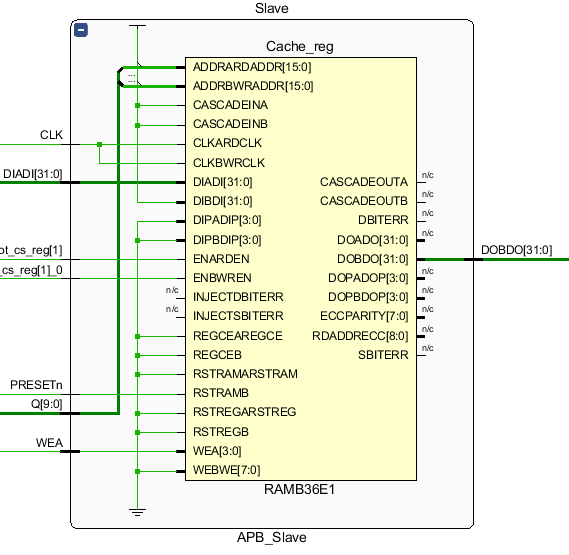 Slave
Cache_reg
ADDRARDADDR[15:0]
ADDRBWRADDR[15:0]
CASCADEINA
CASCADEINB
CLK
CLKARDCLK
CLKBWRCLK
DIADI[31:0]
DIADI[31:0]
CASCADEOUTA
n/c
DIBDI[31:0]
CASCADEOUTB
n/c
DIPADIP[3:0]
DBITERR
n/c
DIPBDIP[3:0]
DOADO[31:0]
n/c
ot_cs_reg[1]
ENARDEN
DOBDO[31:0]
DOBDO[31:0]
_cs_reg[1]_0
ENBWREN
DOPADOP[3:0]
n/c
n/c
INJECTDBITERR
DOPBDOP[3:0]
n/c
n/c
INJECTSBITERR
ECCPARITY[7:0]
n/c
REGCEAREGCE
RDADDRECC[8:0]
n/c
REGCEB
SBITERR
n/c
RSTRAMARSTRAM
PRESETn
RSTRAMB
Q[9:0]
RSTREGARSTREG
RSTREGB
WEA
WEA[3:0]
WEBWE[7:0]
RAMB36E1
APB_Slave